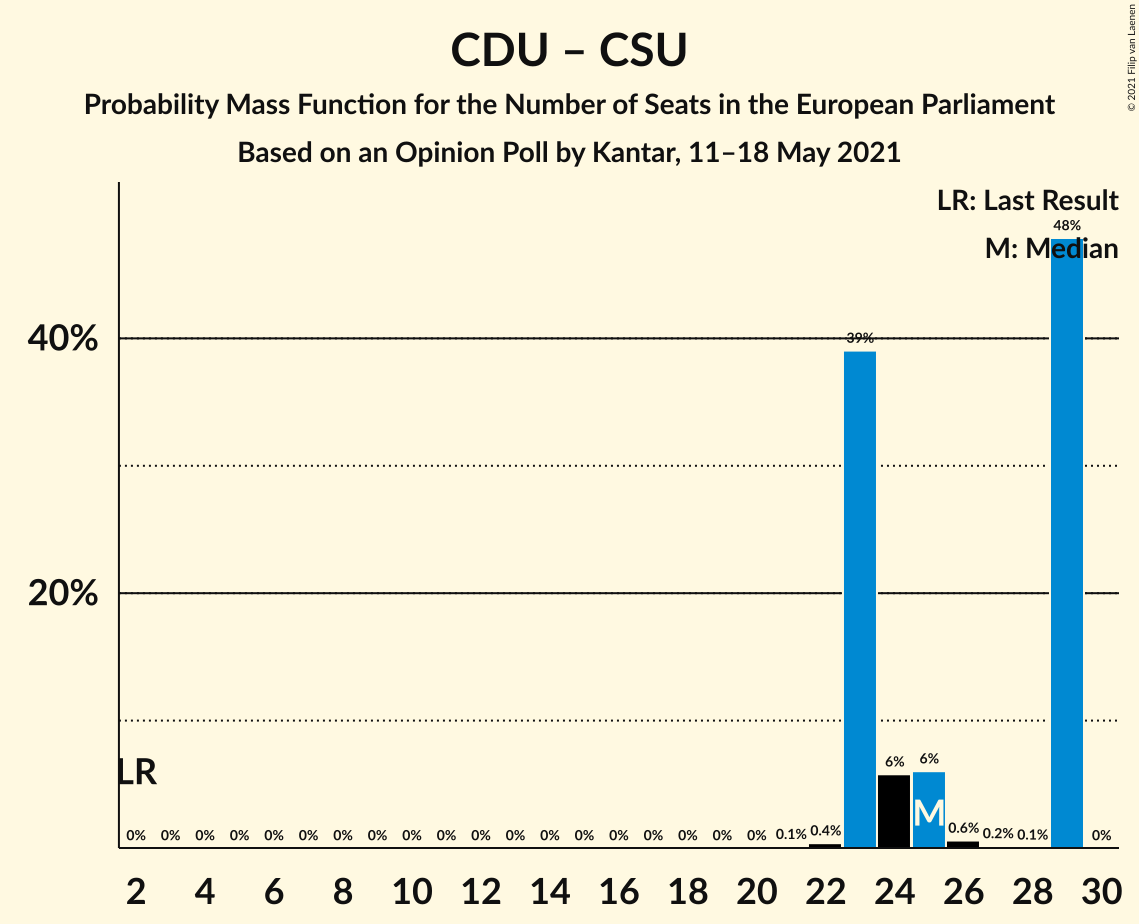 © 2021 Filip van Laenen
CDU – CSU
Probability Mass Function for the Number of Seats in the European Parliament
Based on an Opinion Poll by Kantar, 11–18 May 2021
LR: Last Result
M: Median
48%
39%
40%
20%
LR
M
6% 6%
0% 0% 0% 0% 0% 0% 0% 0% 0% 0% 0% 0% 0% 0% 0% 0% 0% 0% 0% 0.1% 0.4% 0.6% 0.2% 0.1% 0%
2 4 6 8 10 12 14 16 18 20 22 24 26 28 30